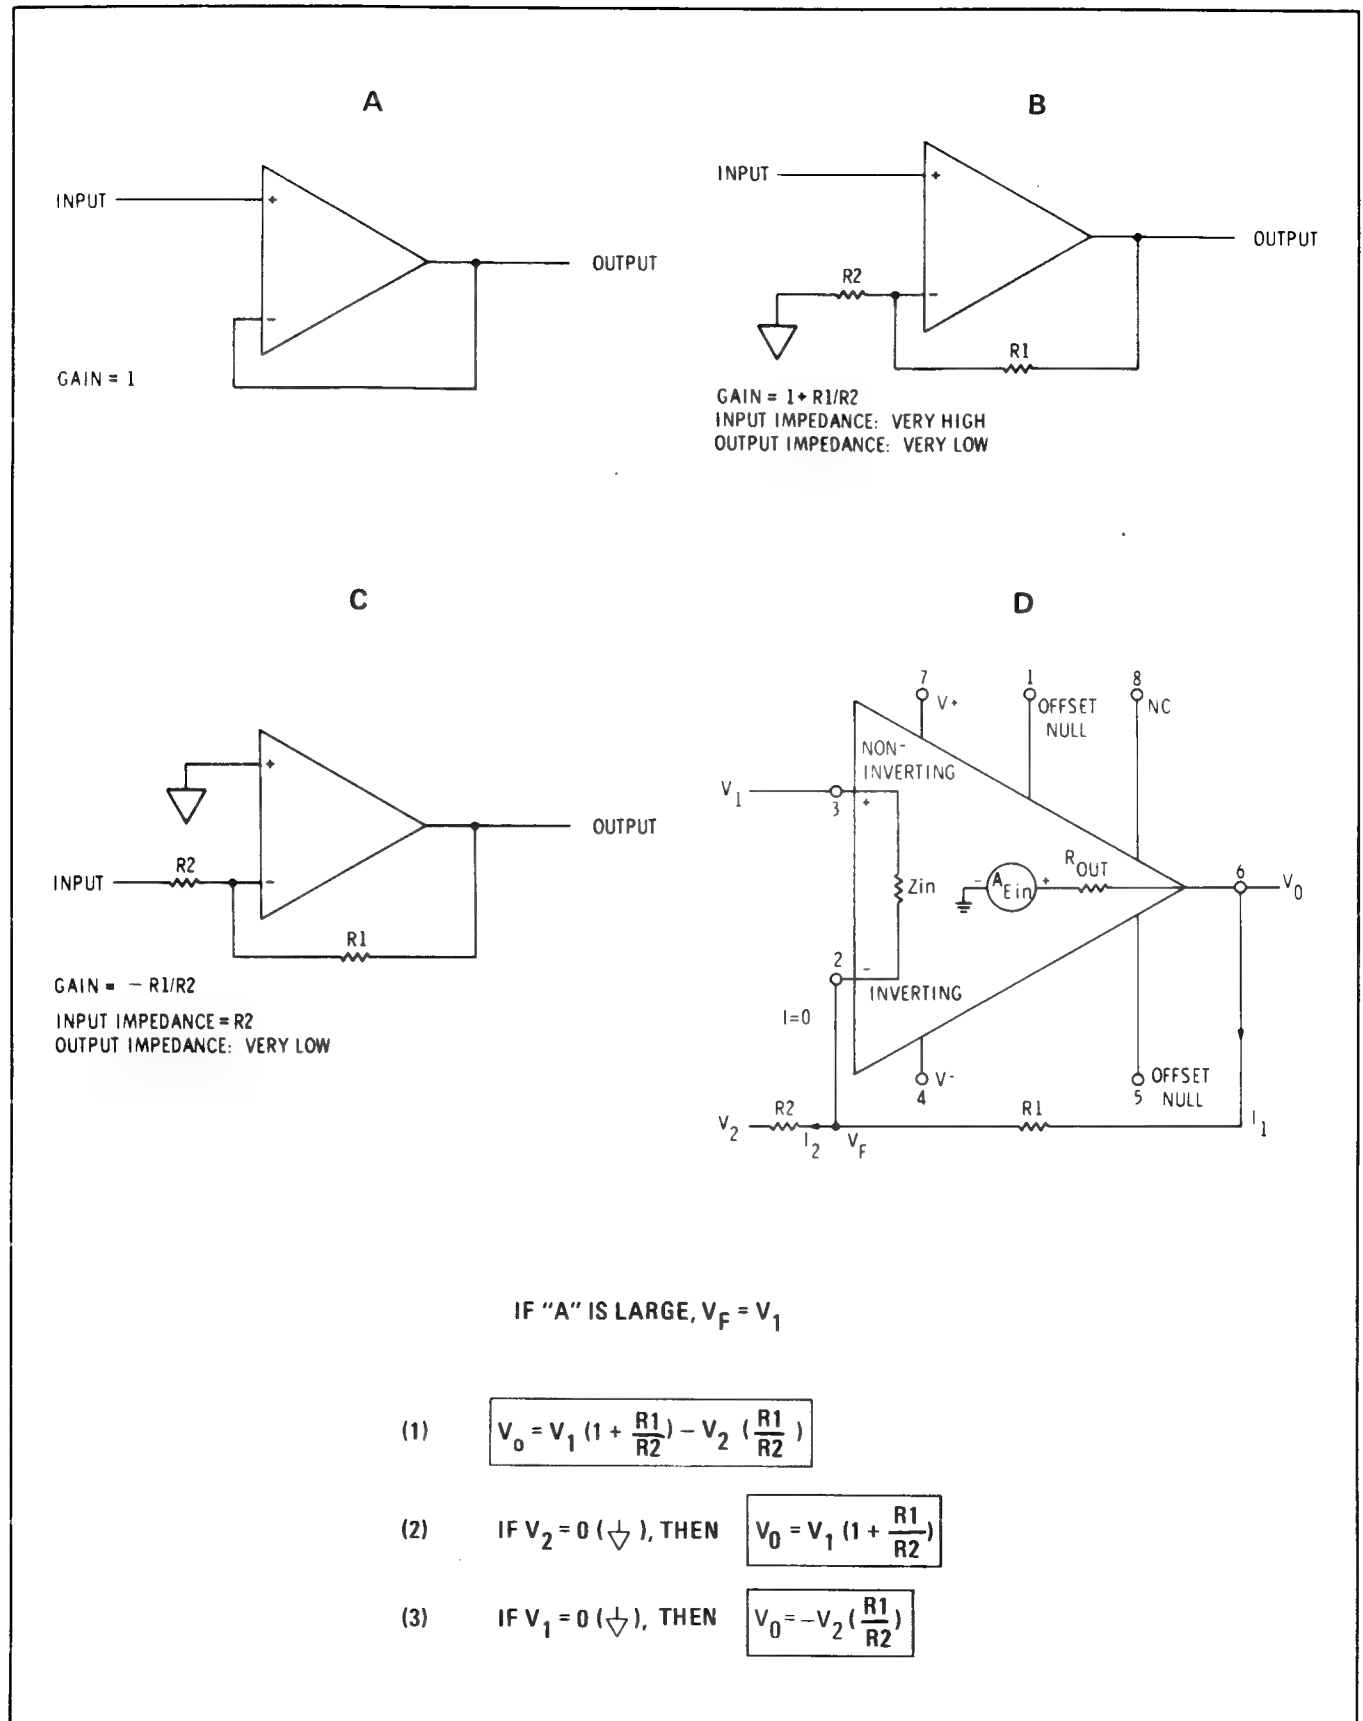 A
INPUT
+
-
OUTPUT
GAIN = 1
B
INPUT
+
R2
-
R1
OUTPUT
GAIN = 1 + R1/R2
INPUT IMPEDANCE: VERY HIGH
OUTPUT IMPEDANCE: VERY LOW
C
+
INPUT
R2
-
R1
OUTPUT
GAIN = - R1/R2
INPUT IMPEDANCE = R2
OUTPUT IMPEDANCE: VERY LOW
D
7
V+
1
OFFSET
NULL
8
NC
NON-
INVERTING
V1
3
+
Zin
- AEin +
ROUT
6
V0
2
-
INVERTING
I=0
V-
4
5
OFFSET
NULL
V2
R2
I2
VF
R1
I1
IF "A" IS LARGE, VF = V1
(1) Vo = V1 (1 + R1/R2) - V2 (R1/R2)
(2) IF V2 = 0 ( ), THEN V0 = V1 (1 + R1/R2)
(3) IF V1 = 0 ( ), THEN V0 = -V2 (R1/R2)